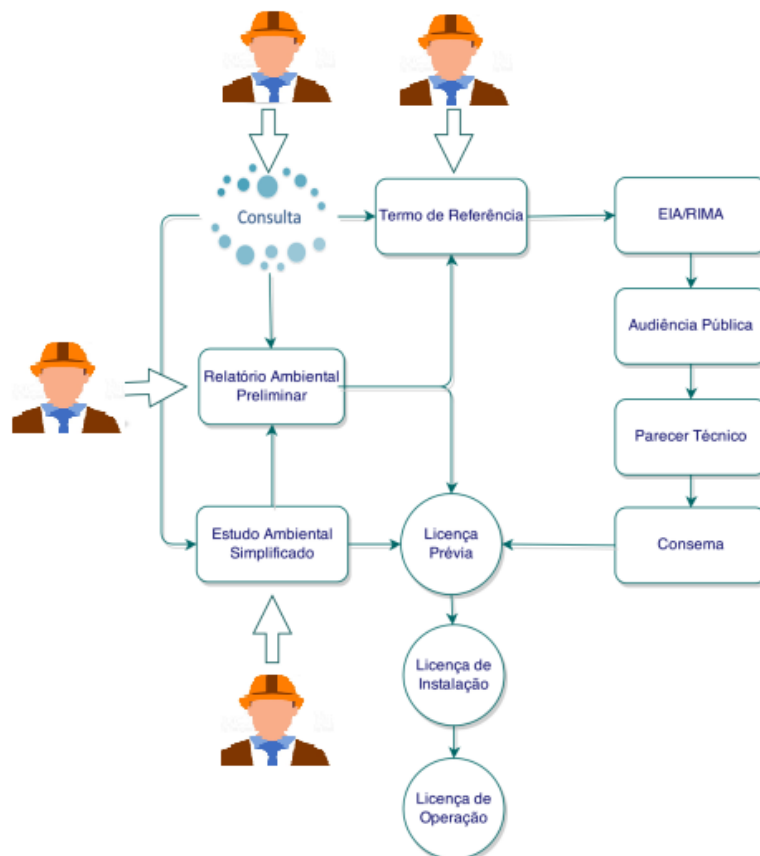 Consulta
Termo de Referência
EIA/RIMA
Audiência Pública
Relatório Ambiental
Preliminar
Parecer Técnico
Estudo Ambiental
Simplificado
Licença
Prévia
Consema
Licença de
Instalação
Licença de
Operação